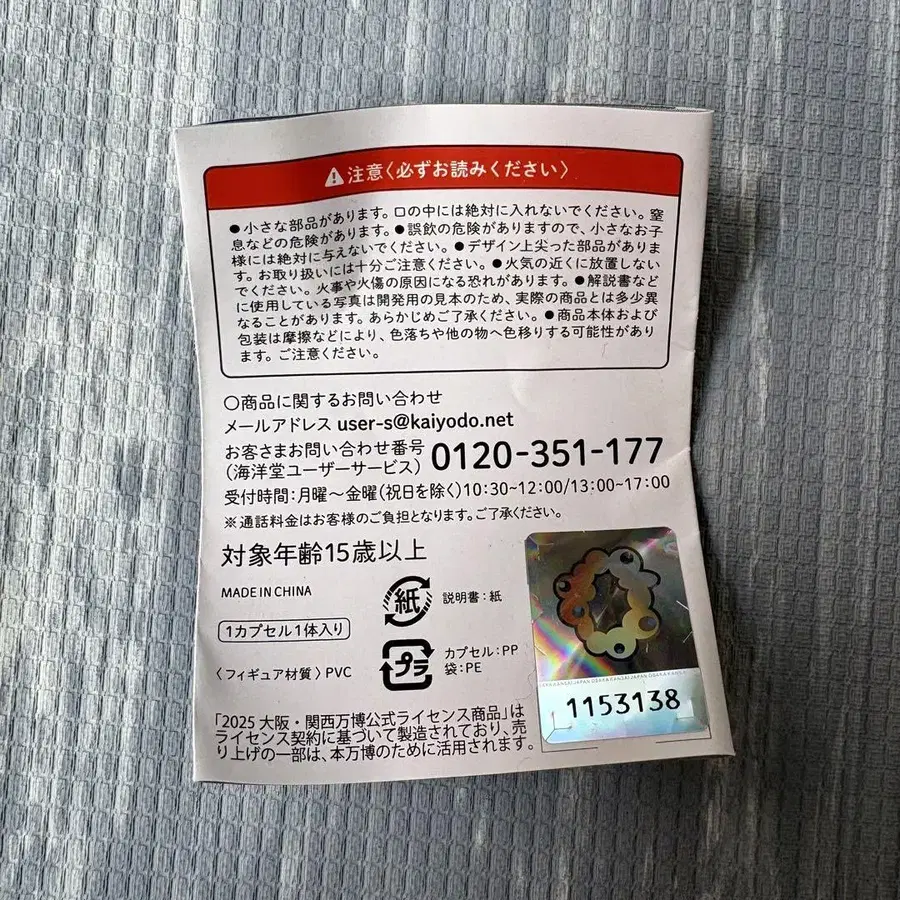 ⚠注意〈必ずお読みください〉
●小さな部品があります。口の中には絶対に入れないでください。窒
息などの危険があります。●誤飲の危険がありますので、小さなお子
様には絶対に与えないでください。●デザイン上尖った部品がありま
す。お取り扱いには十分ご注意ください。●火気の近くに放置しない
でください。火事や火傷の原因になる恐れがあります。●解説書など
に使用している写真は開発用の見本のため、実際の商品とは多少異
なることがあります。あらかじめご了承ください。●商品本体および
包装は摩擦などにより、色落ちや他の物へ色移りする可能性があり
ます。ご注意ください。
〇商品に関するお問い合わせ
メールアドレス user-s@kaiyodo.net
お客さまお問い合わせ番号
（海洋堂ユーザーサービス）
0120-351-177
受付時間：月曜～金曜（祝日を除く）10:30~12:00/13:00~17:00
※通話料金はお客様のご負担となります。ご了承ください。
対象年齢15歳以上
MADE IN CHINA
1カプセル1体入り
〈フィギュア材質〉PVC
紙
説明書：紙
プラ
カプセル：PP
袋：PE
「2025 大阪・関西万博公式ライセンス商品」は
ライセンス契約に基づいて製造されており、売
り上げの一部は、本万博のために活用されます。
1153138